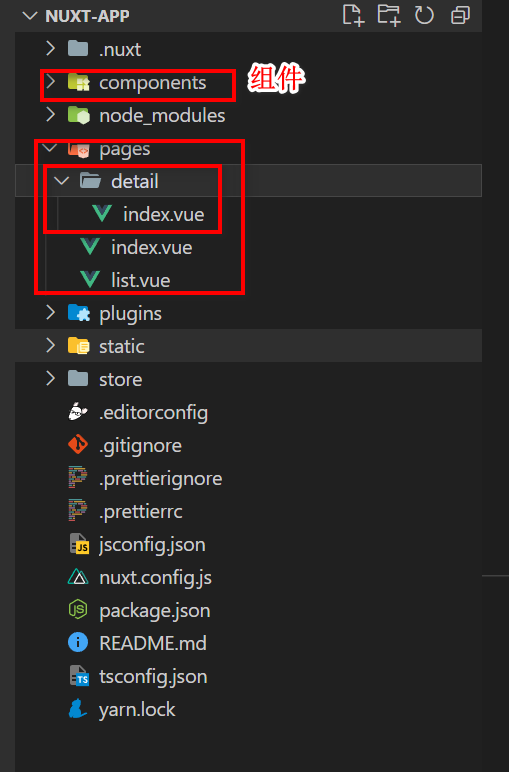 NUXT-APP
.nuxt
components
组件
node_modules
pages
detail
index.vue
index.vue
list.vue
plugins
static
store
.editorconfig
.gitignore
.prettierignore
.prettierrc
jsconfig.json
nuxt.config.js
package.json
README.md
tsconfig.json
yarn.lock